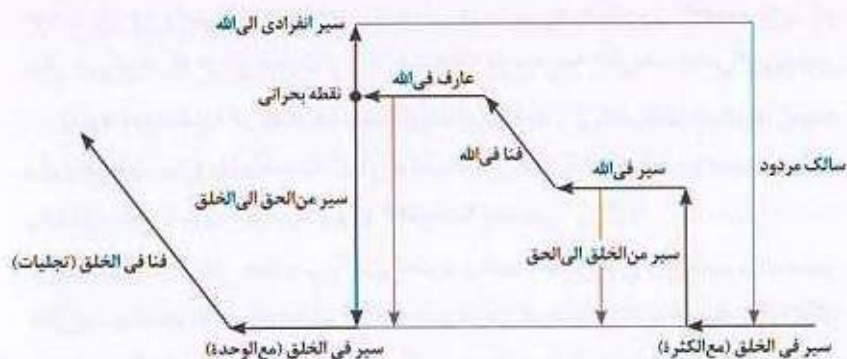 سیر انفرادی الی‌الله
عارف فی‌الله
نقطه بحرانی
فنا فی‌الله
سیر فی‌الله
سالک مردود
سیر من‌الحق الی‌الخلق
سیر من‌الخلق الی‌الحق
فنا فی الخلق (تجلیات)
سیر فی الخلق (مع‌الکثرة)
سیر فی الخلق (مع‌الوحدة)